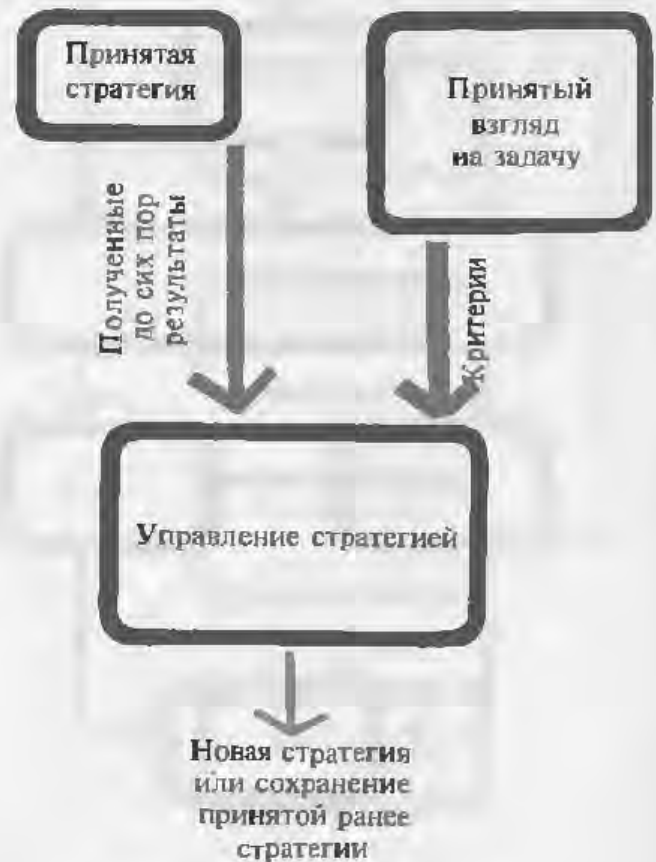 Принятая
стратегия
Принятый
взгляд
на задачу
Полученные
до сих пор
результаты
Критерии
Управление стратегией
Новая стратегия
или сохранение
принятой ранее
стратегии